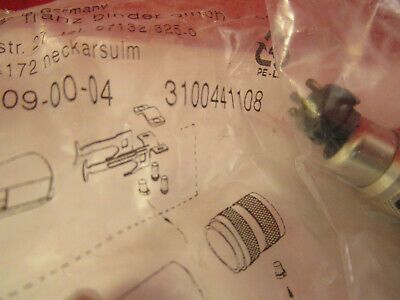 Germany
franz binder gmbh
str. 27 07132/325-0
172 neckarsulm
09-00-04 3100441108
PE-L